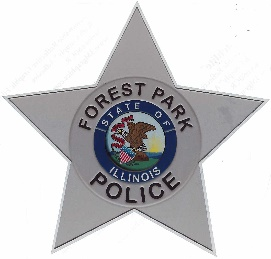 FOREST PARK
STATE OF
ILLINOIS
POLICE